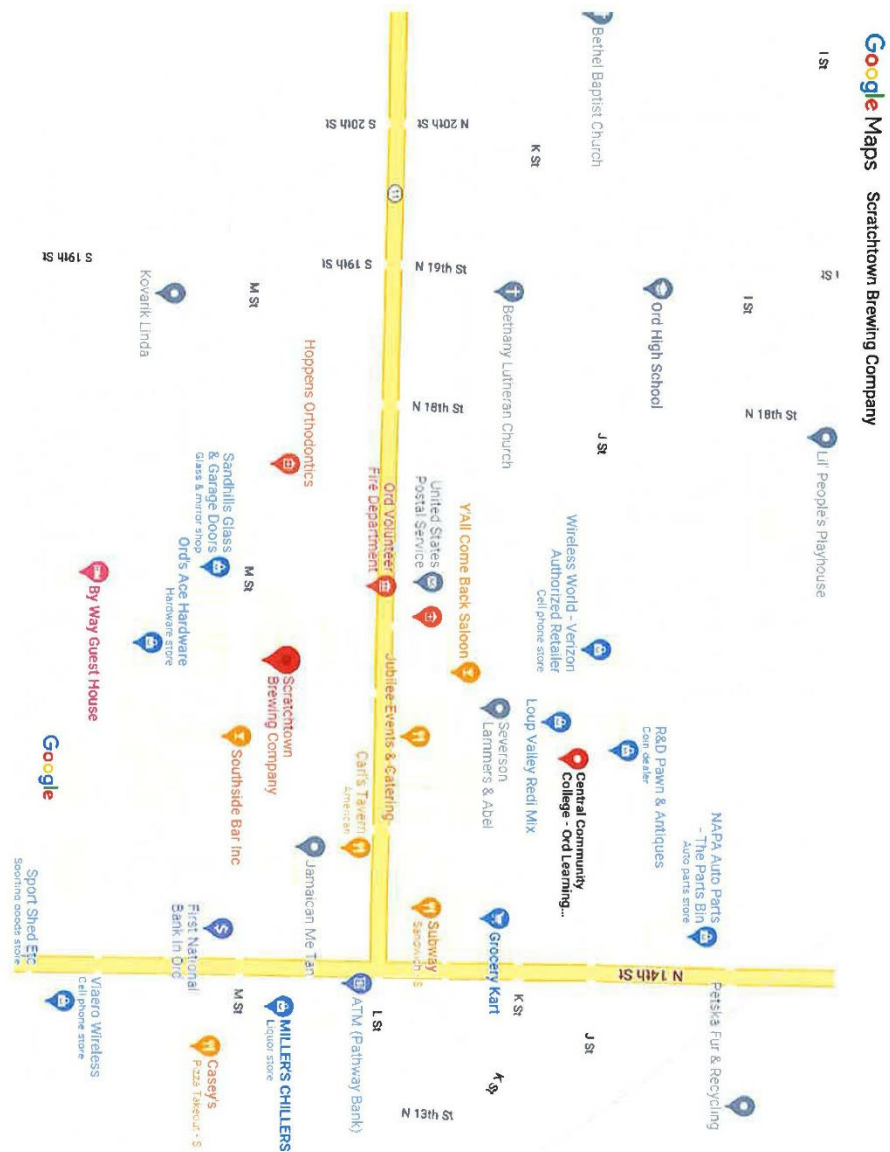 Google Maps Scratchtown Brewing Company
I St
I St
Lil' People's Playhouse
N 18th St
I St
NAPA Auto Parts
- The Parts Bin
Auto parts store
Petska Fur & Recycling
N 14th St
Ord High School
R&D Pawn & Antiques
Coin dealer
Bethel Baptist Church
J St
Wireless World - Verizon
Authorized Retailer
Cell phone store
Central Community
College - Ord Learning...
J St
K St
Loup Valley Redi Mix
Bethany Lutheran Church
Severson
Lammers & Abel
Grocery Kart
K St
K St
N 20th St
N 19th St
N 18th St
Y'All Come Back Saloon
United States
Postal Service
Subway
N 13th St
11
Ord Volunteer
Fire Department
Jubilee Events & Catering
L St
S 20th St
S 19th St
Carl's Tavern
American
ATM (Pathway Bank)
Hoppens Orthodontics
Scratchtown
Brewing Company
Jamaican Me Tan
MILLER'S CHILLERS
Liquor store
M St
M St
Southside Bar Inc
M St
Sandhills Glass
& Garage Doors
Glass & mirror shop
First National
Bank in Ord
Casey's
Pizza Takeout · S
Ord's Ace Hardware
Hardware store
Kovarik Linda
By Way Guest House
S 19th St
Google
Viaero Wireless
Cell phone store
Sport Shed Etc
Sporting goods store